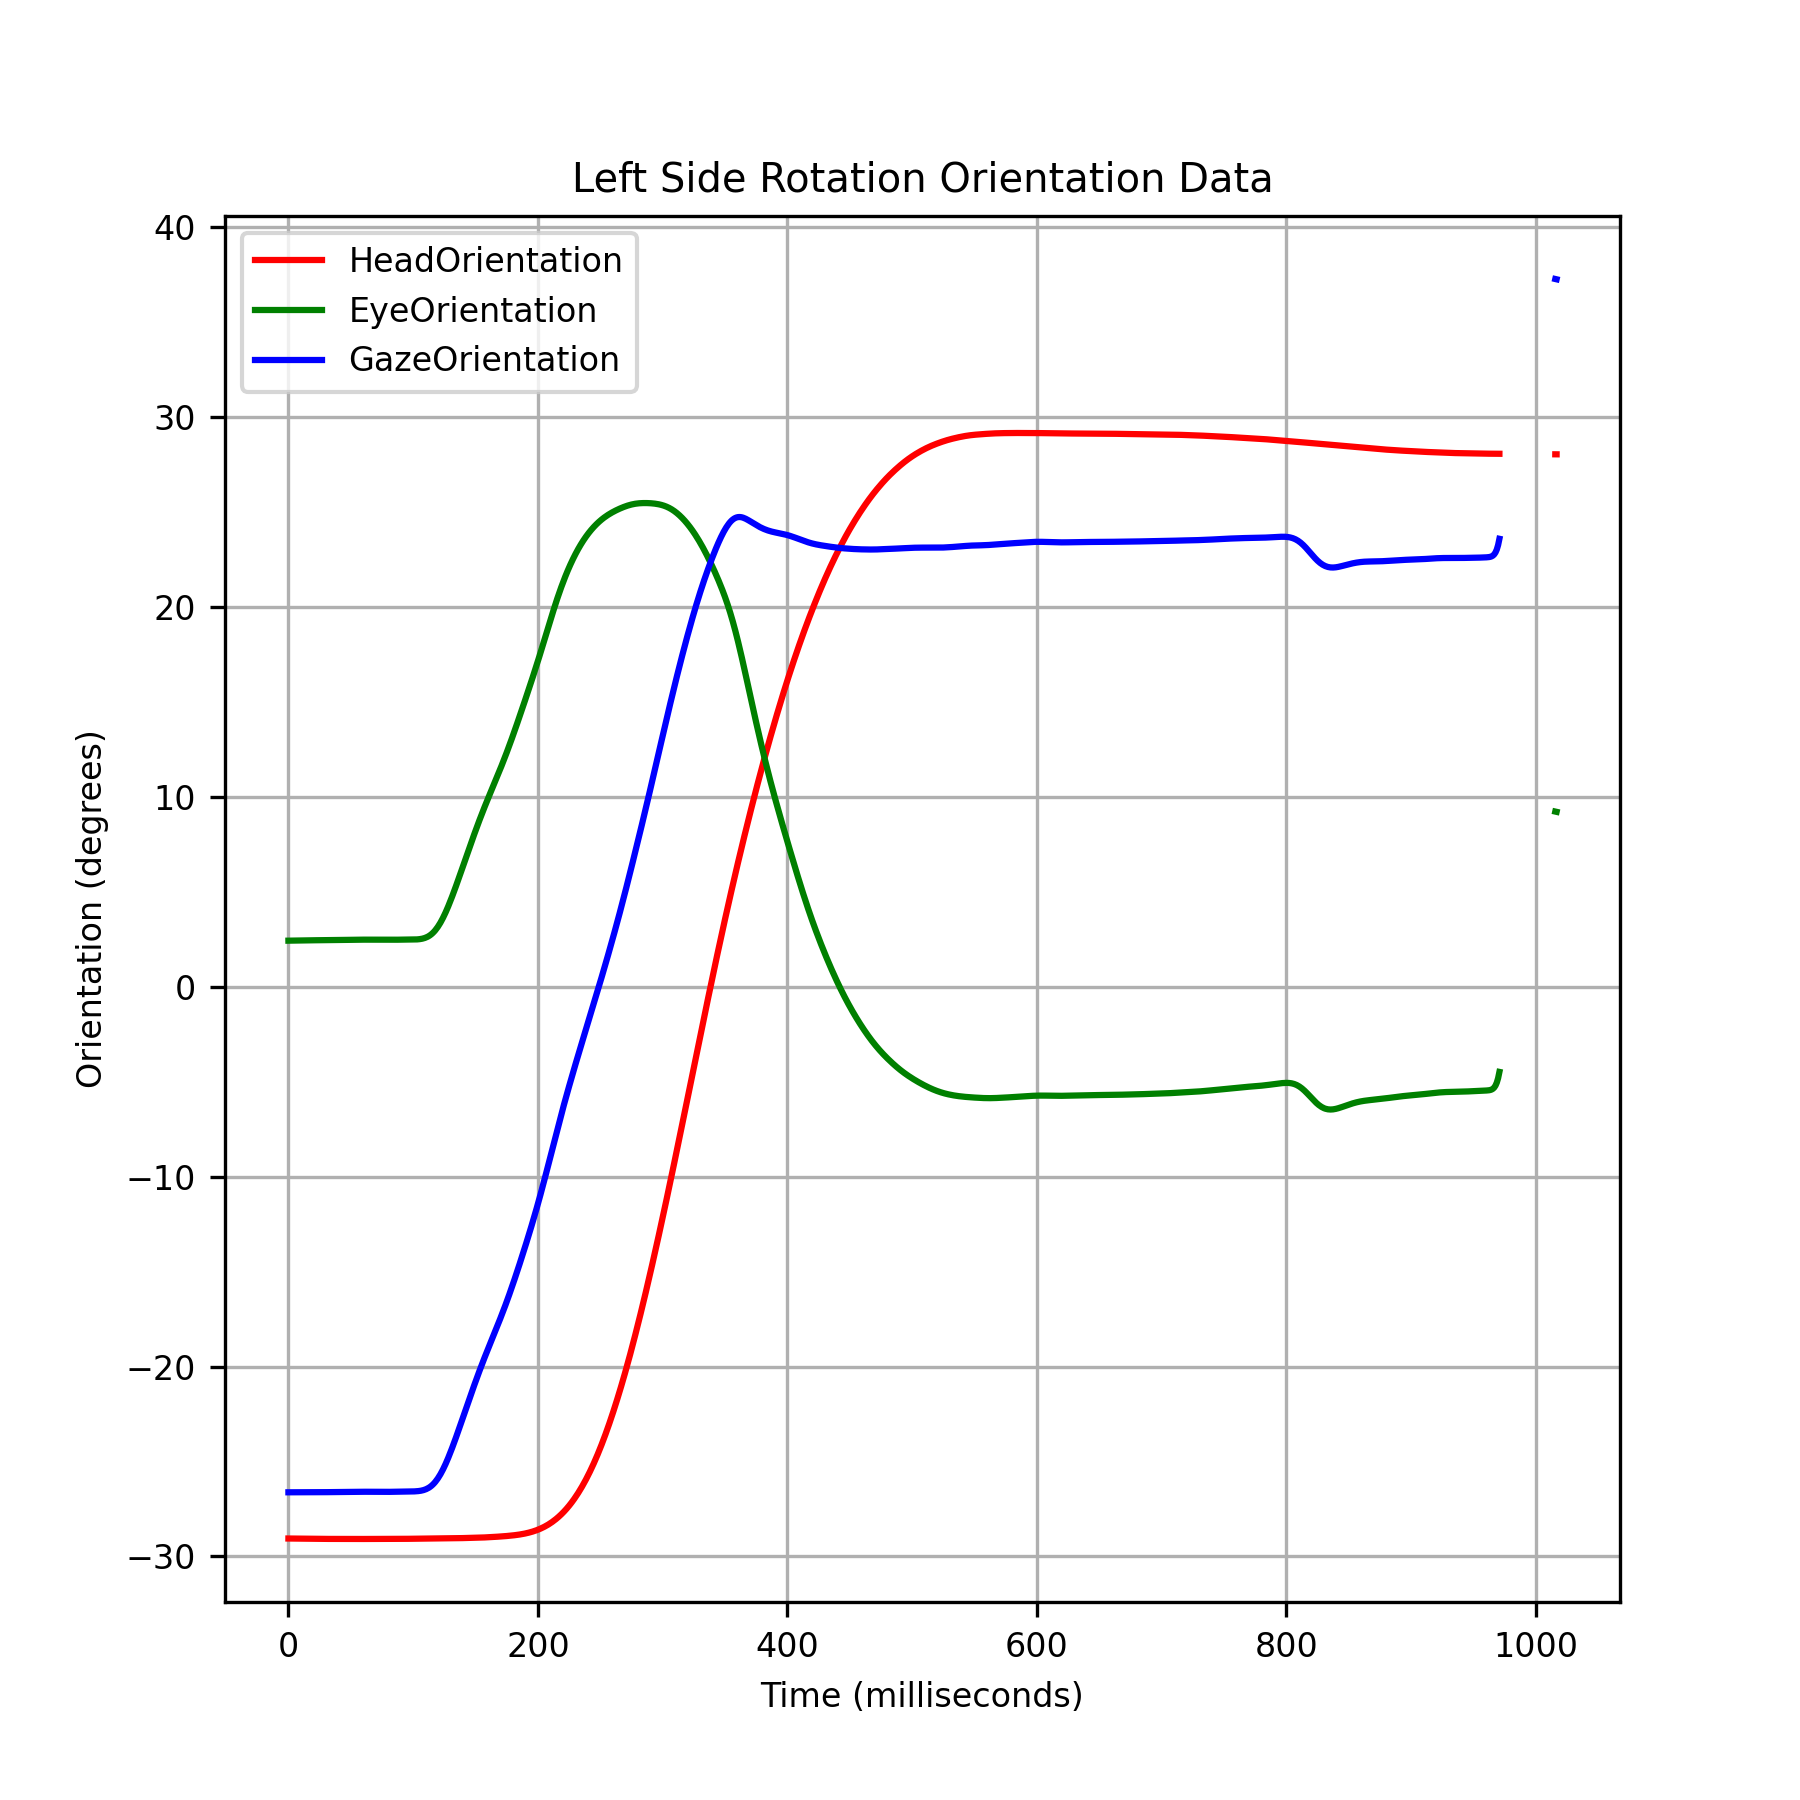 Left Side Rotation Orientation Data
HeadOrientation
EyeOrientation
GazeOrientation
Orientation (degrees)
40
30
20
10
0
−10
−20
−30
0 200 400 600 800 1000
Time (milliseconds)